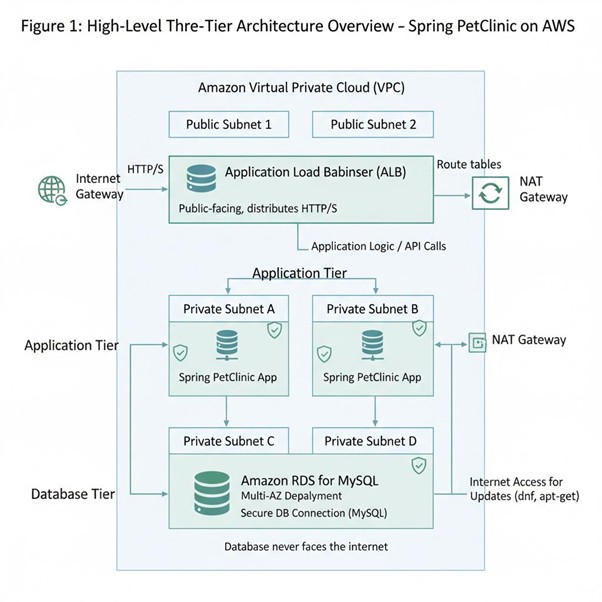 Figure 1: High-Level Thre-Tier Architecture Overview – Spring PetClinic on AWS
Amazon Virtual Private Cloud (VPC)
Public Subnet 1
Public Subnet 2
Internet
Gateway
HTTP/S
Application Load Babinser (ALB)
Public-facing, distributes HTTP/S
Route tables
NAT
Gateway
Application Logic / API Calls
Application Tier
Private Subnet A
Private Subnet B
Application Tier
Spring PetClinic App
Spring PetClinic App
NAT Gateway
Private Subnet C
Private Subnet D
Database Tier
Amazon RDS for MySQL
Multi-AZ Depalyment
Secure DB Connection (MySQL)
Internet Access for
Updates (dnf, apt-get)
Database never faces the internet